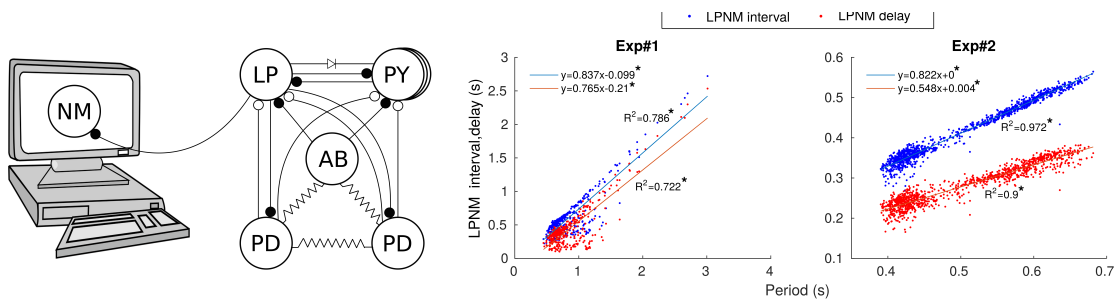 NM
LP
PY
AB
PD
PD
LPNM interval
LPNM delay
Exp#1
Exp#2
LPNM interval,delay (s)
3
2.5
2
1.5
1
0.5
0
y=0.837x-0.099*
y=0.765x-0.21*
R²=0.786*
R²=0.722*
0
1
2
3
4
0.6
0.5
0.4
0.3
0.2
0.1
y=0.822x+0*
y=0.548x+0.004*
R²=0.972*
R²=0.9*
0.4
0.5
0.6
0.7
Period (s)